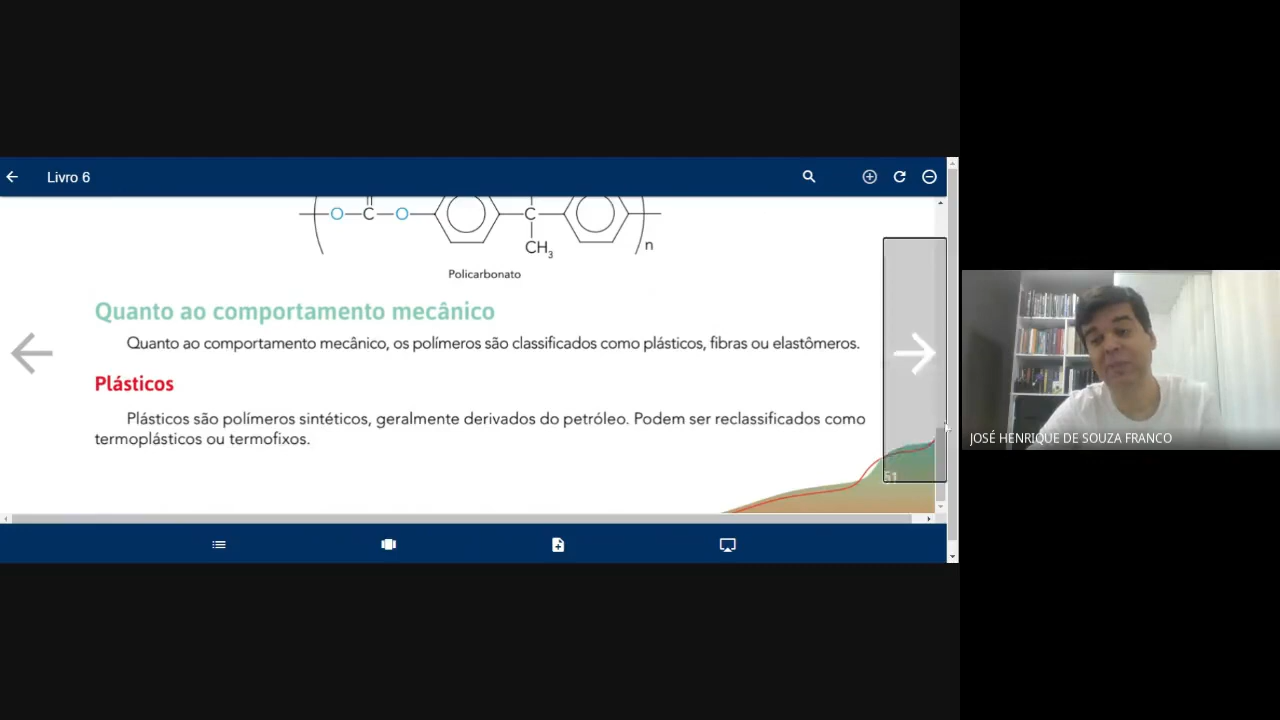 Livro 6
O C O C
CH3
n
Policarbonato
Quanto ao comportamento mecânico
Quanto ao comportamento mecânico, os polímeros são classificados como plásticos, fibras ou elastômeros.
Plásticos
Plásticos são polímeros sintéticos, geralmente derivados do petróleo. Podem ser reclassificados como
termoplásticos ou termofixos.
51
JOSÉ HENRIQUE DE SOUZA FRANCO